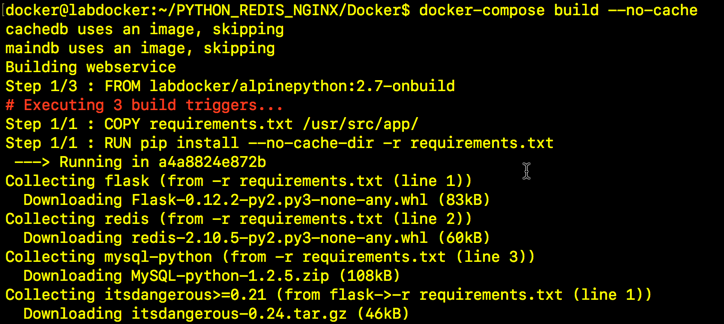 docker@labdocker:~/PYTHON_REDIS_NGINX/Docker$ docker-compose build --no-cache
cachedb uses an image, skipping
maindb uses an image, skipping
Building webservice
Step 1/3 : FROM labdocker/alpinepython:2.7-onbuild
# Executing 3 build triggers...
Step 1/1 : COPY requirements.txt /usr/src/app/
Step 1/1 : RUN pip install --no-cache-dir -r requirements.txt
 ---> Running in a4a8824e872b
Collecting flask (from -r requirements.txt (line 1))
  Downloading Flask-0.12.2-py2.py3-none-any.whl (83kB)
Collecting redis (from -r requirements.txt (line 2))
  Downloading redis-2.10.5-py2.py3-none-any.whl (60kB)
Collecting mysql-python (from -r requirements.txt (line 3))
  Downloading MySQL-python-1.2.5.zip (108kB)
Collecting itsdangerous>=0.21 (from flask->-r requirements.txt (line 1))
  Downloading itsdangerous-0.24.tar.gz (46kB)